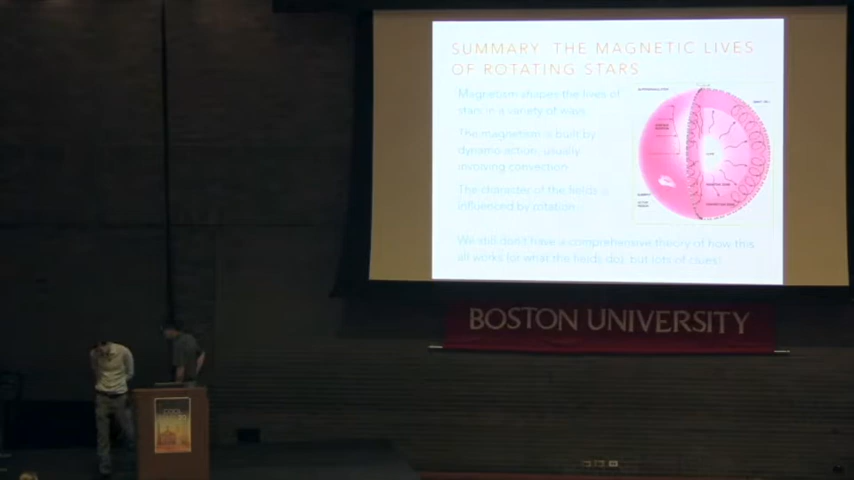 SUMMARY: THE MAGNETIC LIVES
OF ROTATING STARS
Magnetism shapes the lives of
stars in a variety of ways.
The magnetism is built by
dynamo action, usually
involving convection.
The character of the fields is
influenced by rotation.
We still don't have a comprehensive theory of how this
all works (or what the fields do), but lots of clues!
BOSTON UNIVERSITY